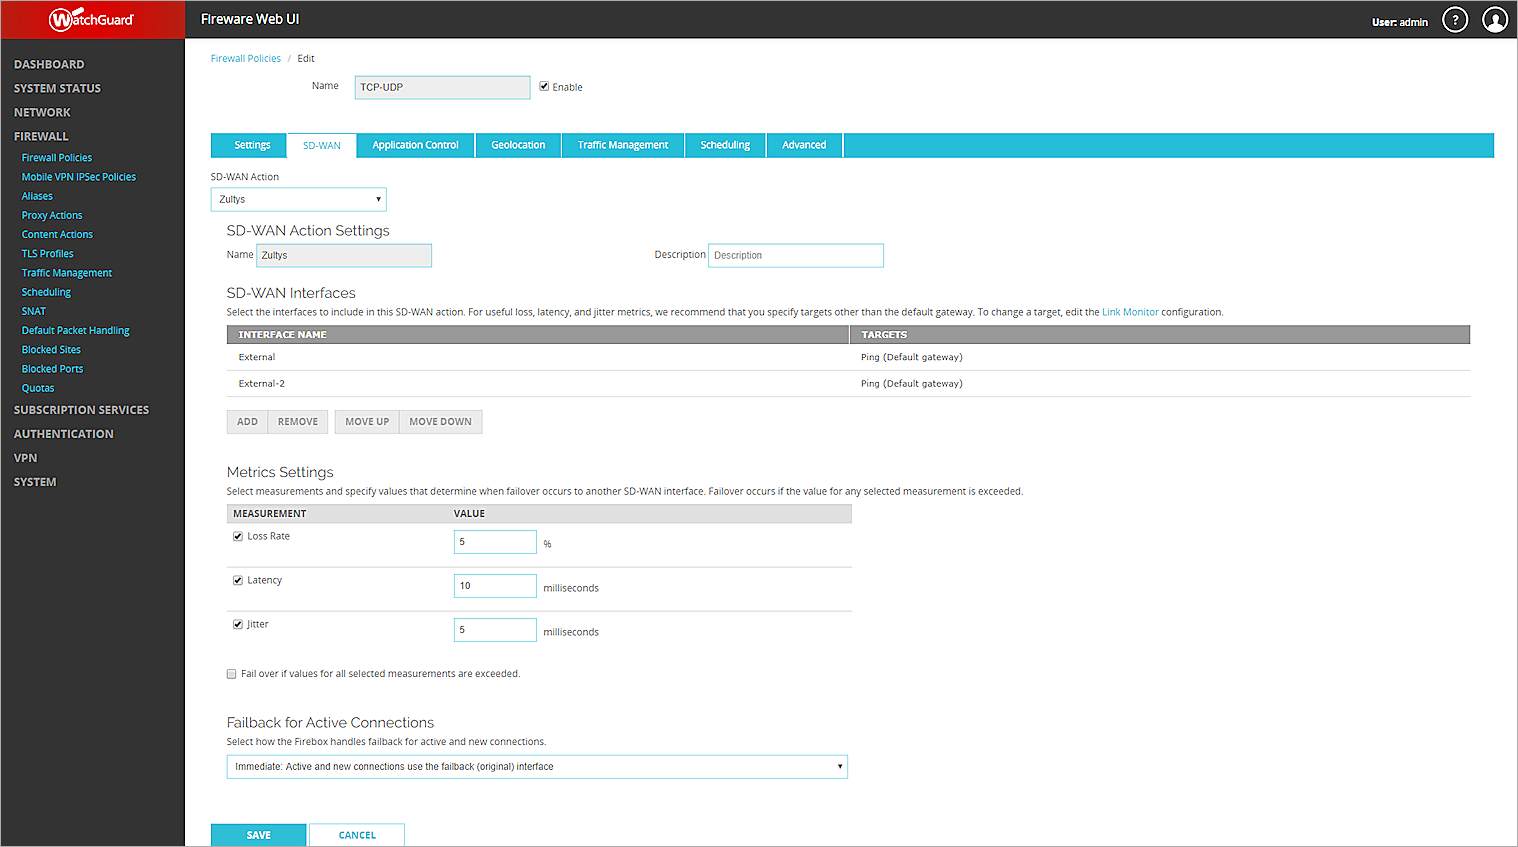 WatchGuard
Fireware Web UI
User: admin
?
DASHBOARD
SYSTEM STATUS
NETWORK
FIREWALL
Firewall Policies
Mobile VPN IPSec Policies
Aliases
Proxy Actions
Content Actions
TLS Profiles
Traffic Management
Scheduling
SNAT
Default Packet Handling
Blocked Sites
Blocked Ports
Quotas
SUBSCRIPTION SERVICES
AUTHENTICATION
VPN
SYSTEM
Firewall Policies / Edit
Name TCP-UDP Enable
Settings SD-WAN Application Control Geolocation Traffic Management Scheduling Advanced
SD-WAN Action
Zultys
SD-WAN Action Settings
Name Zultys Description Description
SD-WAN Interfaces
Select the interfaces to include in this SD-WAN action. For useful loss, latency, and jitter metrics, we recommend that you specify targets other than the default gateway. To change a target, edit the Link Monitor configuration.
INTERFACE NAME TARGETS
External Ping (Default gateway)
External-2 Ping (Default gateway)
ADD REMOVE MOVE UP MOVE DOWN
Metrics Settings
Select measurements and specify values that determine when failover occurs to another SD-WAN interface. Failover occurs if the value for any selected measurement is exceeded.
MEASUREMENT VALUE
Loss Rate 5 %
Latency 10 milliseconds
Jitter 5 milliseconds
Fail over if values for all selected measurements are exceeded.
Failback for Active Connections
Select how the Firebox handles failback for active and new connections.
Immediate: Active and new connections use the failback (original) interface
SAVE CANCEL